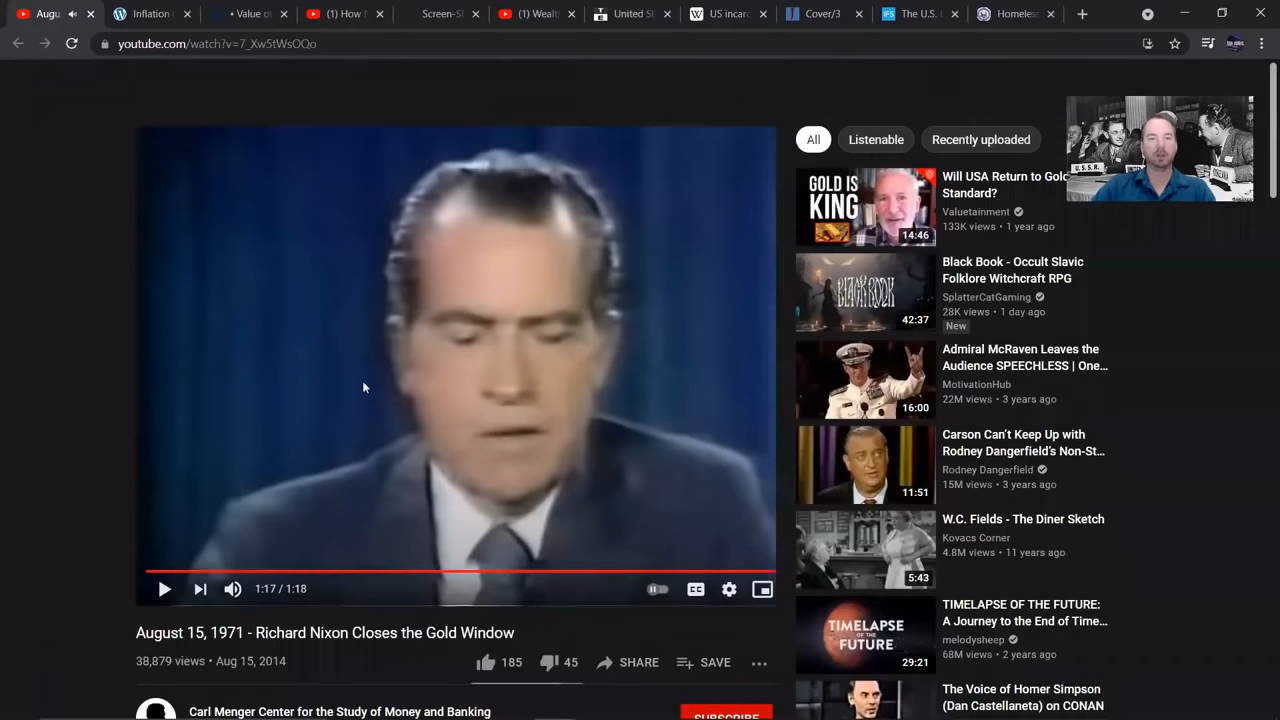 Augu
Inflation
Value of
(1) How
Screen-S
(1) Wealt
United St
US incar
Cover/3
The U.S.
Homeles
youtube.com/watch?v=7_Xw5tWsOQo
All
Listenable
Recently uploaded
GOLD IS
KING
14:46
Will USA Return to Gold
Standard?
Valuetainment
133K views • 1 year ago
U.S.S.R.
BLACK BOOK
42:37
Black Book - Occult Slavic
Folklore Witchcraft RPG
SplatterCatGaming
28K views • 1 day ago
New
16:00
Admiral McRaven Leaves the
Audience SPEECHLESS | One...
MotivationHub
22M views • 3 years ago
11:51
Carson Can't Keep Up with
Rodney Dangerfield's Non-St...
Rodney Dangerfield
15M views • 3 years ago
5:43
W.C. Fields - The Diner Sketch
Kovacs Corner
4.8M views • 11 years ago
TIMELAPSE
OF THE
FUTURE
29:21
TIMELAPSE OF THE FUTURE:
A Journey to the End of Time...
melodysheep
68M views • 2 years ago
The Voice of Homer Simpson
(Dan Castellaneta) on CONAN
1:17 / 1:18
CC
August 15, 1971 - Richard Nixon Closes the Gold Window
38,879 views • Aug 15, 2014
185
45
SHARE
SAVE
Carl Menger Center for the Study of Money and Banking
SUBSCRIBE